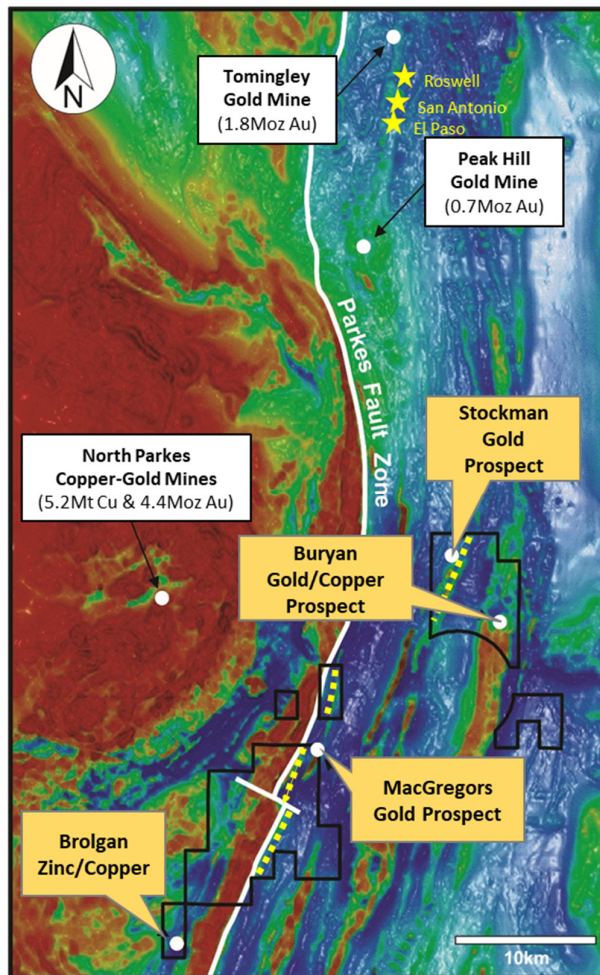 N
Tomingley
Gold Mine
(1.8Moz Au)
Roswell
San Antonio
El Paso
Peak Hill
Gold Mine
(0.7Moz Au)
Parkes Fault Zone
Stockman
Gold
Prospect
North Parkes
Copper-Gold Mines
(5.2Mt Cu & 4.4Moz Au)
Buryan
Gold/Copper
Prospect
MacGregors
Gold Prospect
Brolgan
Zinc/Copper
10km